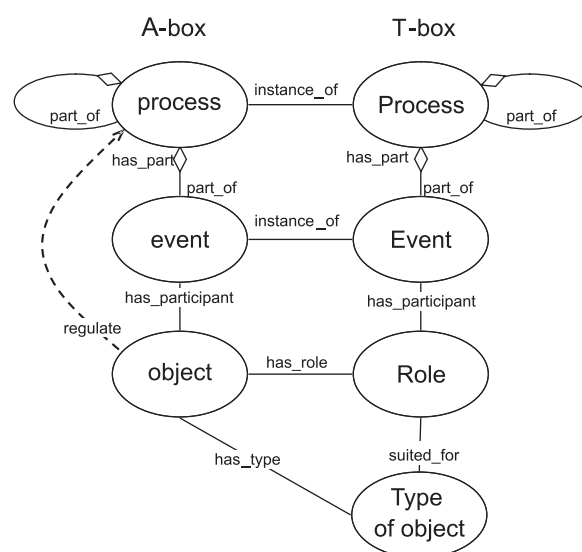 A-box
T-box
process
instance_of
Process
part_of
part_of
has_part
has_part
part_of
part_of
event
instance_of
Event
has_participant
has_participant
regulate
object
has_role
Role
has_type
suited_for
Type
of object